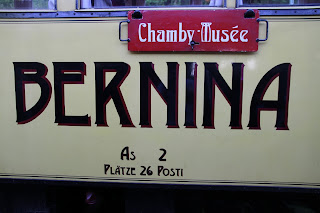 Chamby-Musée
BERNINA
As 2
PLÄTZE 26 POSTI